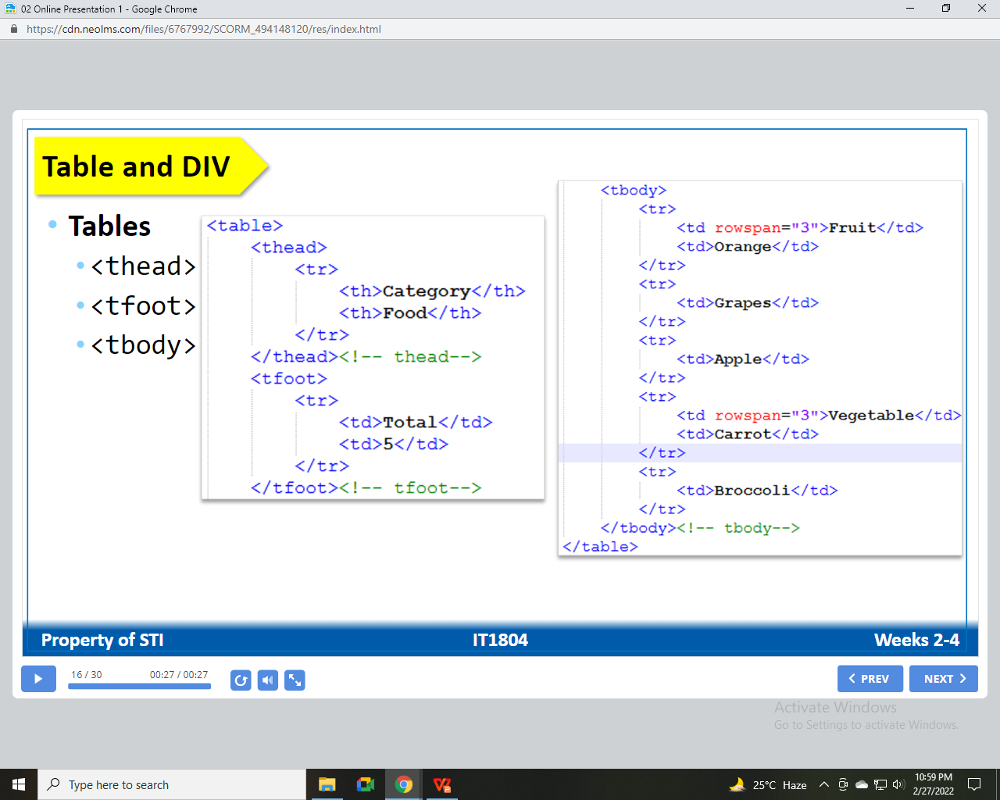 02 Online Presentation 1 - Google Chrome
https://cdn.neolms.com/files/6767992/SCORM_494148120/res/index.html
Table and DIV
Tables
<thead>
<tfoot>
<tbody>
<table>
<thead>
<tr>
<th>Category</th>
<th>Food</th>
</tr>
</thead><!-- thead-->
<tfoot>
<tr>
<td>Total</td>
<td>5</td>
</tr>
</tfoot><!-- tfoot-->
<tbody>
<tr>
<td rowspan="3">Fruit</td>
<td>Orange</td>
</tr>
<tr>
<td>Grapes</td>
</tr>
<tr>
<td>Apple</td>
</tr>
<tr>
<td rowspan="3">Vegetable</td>
<td>Carrot</td>
</tr>
<tr>
<td>Broccoli</td>
</tr>
</tbody><!-- tbody-->
</table>
Property of STI IT1804 Weeks 2-4
16 / 30 00:27 / 00:27 PREV NEXT
Activate Windows
Go to Settings to activate Windows.
Type here to search
25°C Haze
10:59 PM
2/27/2022